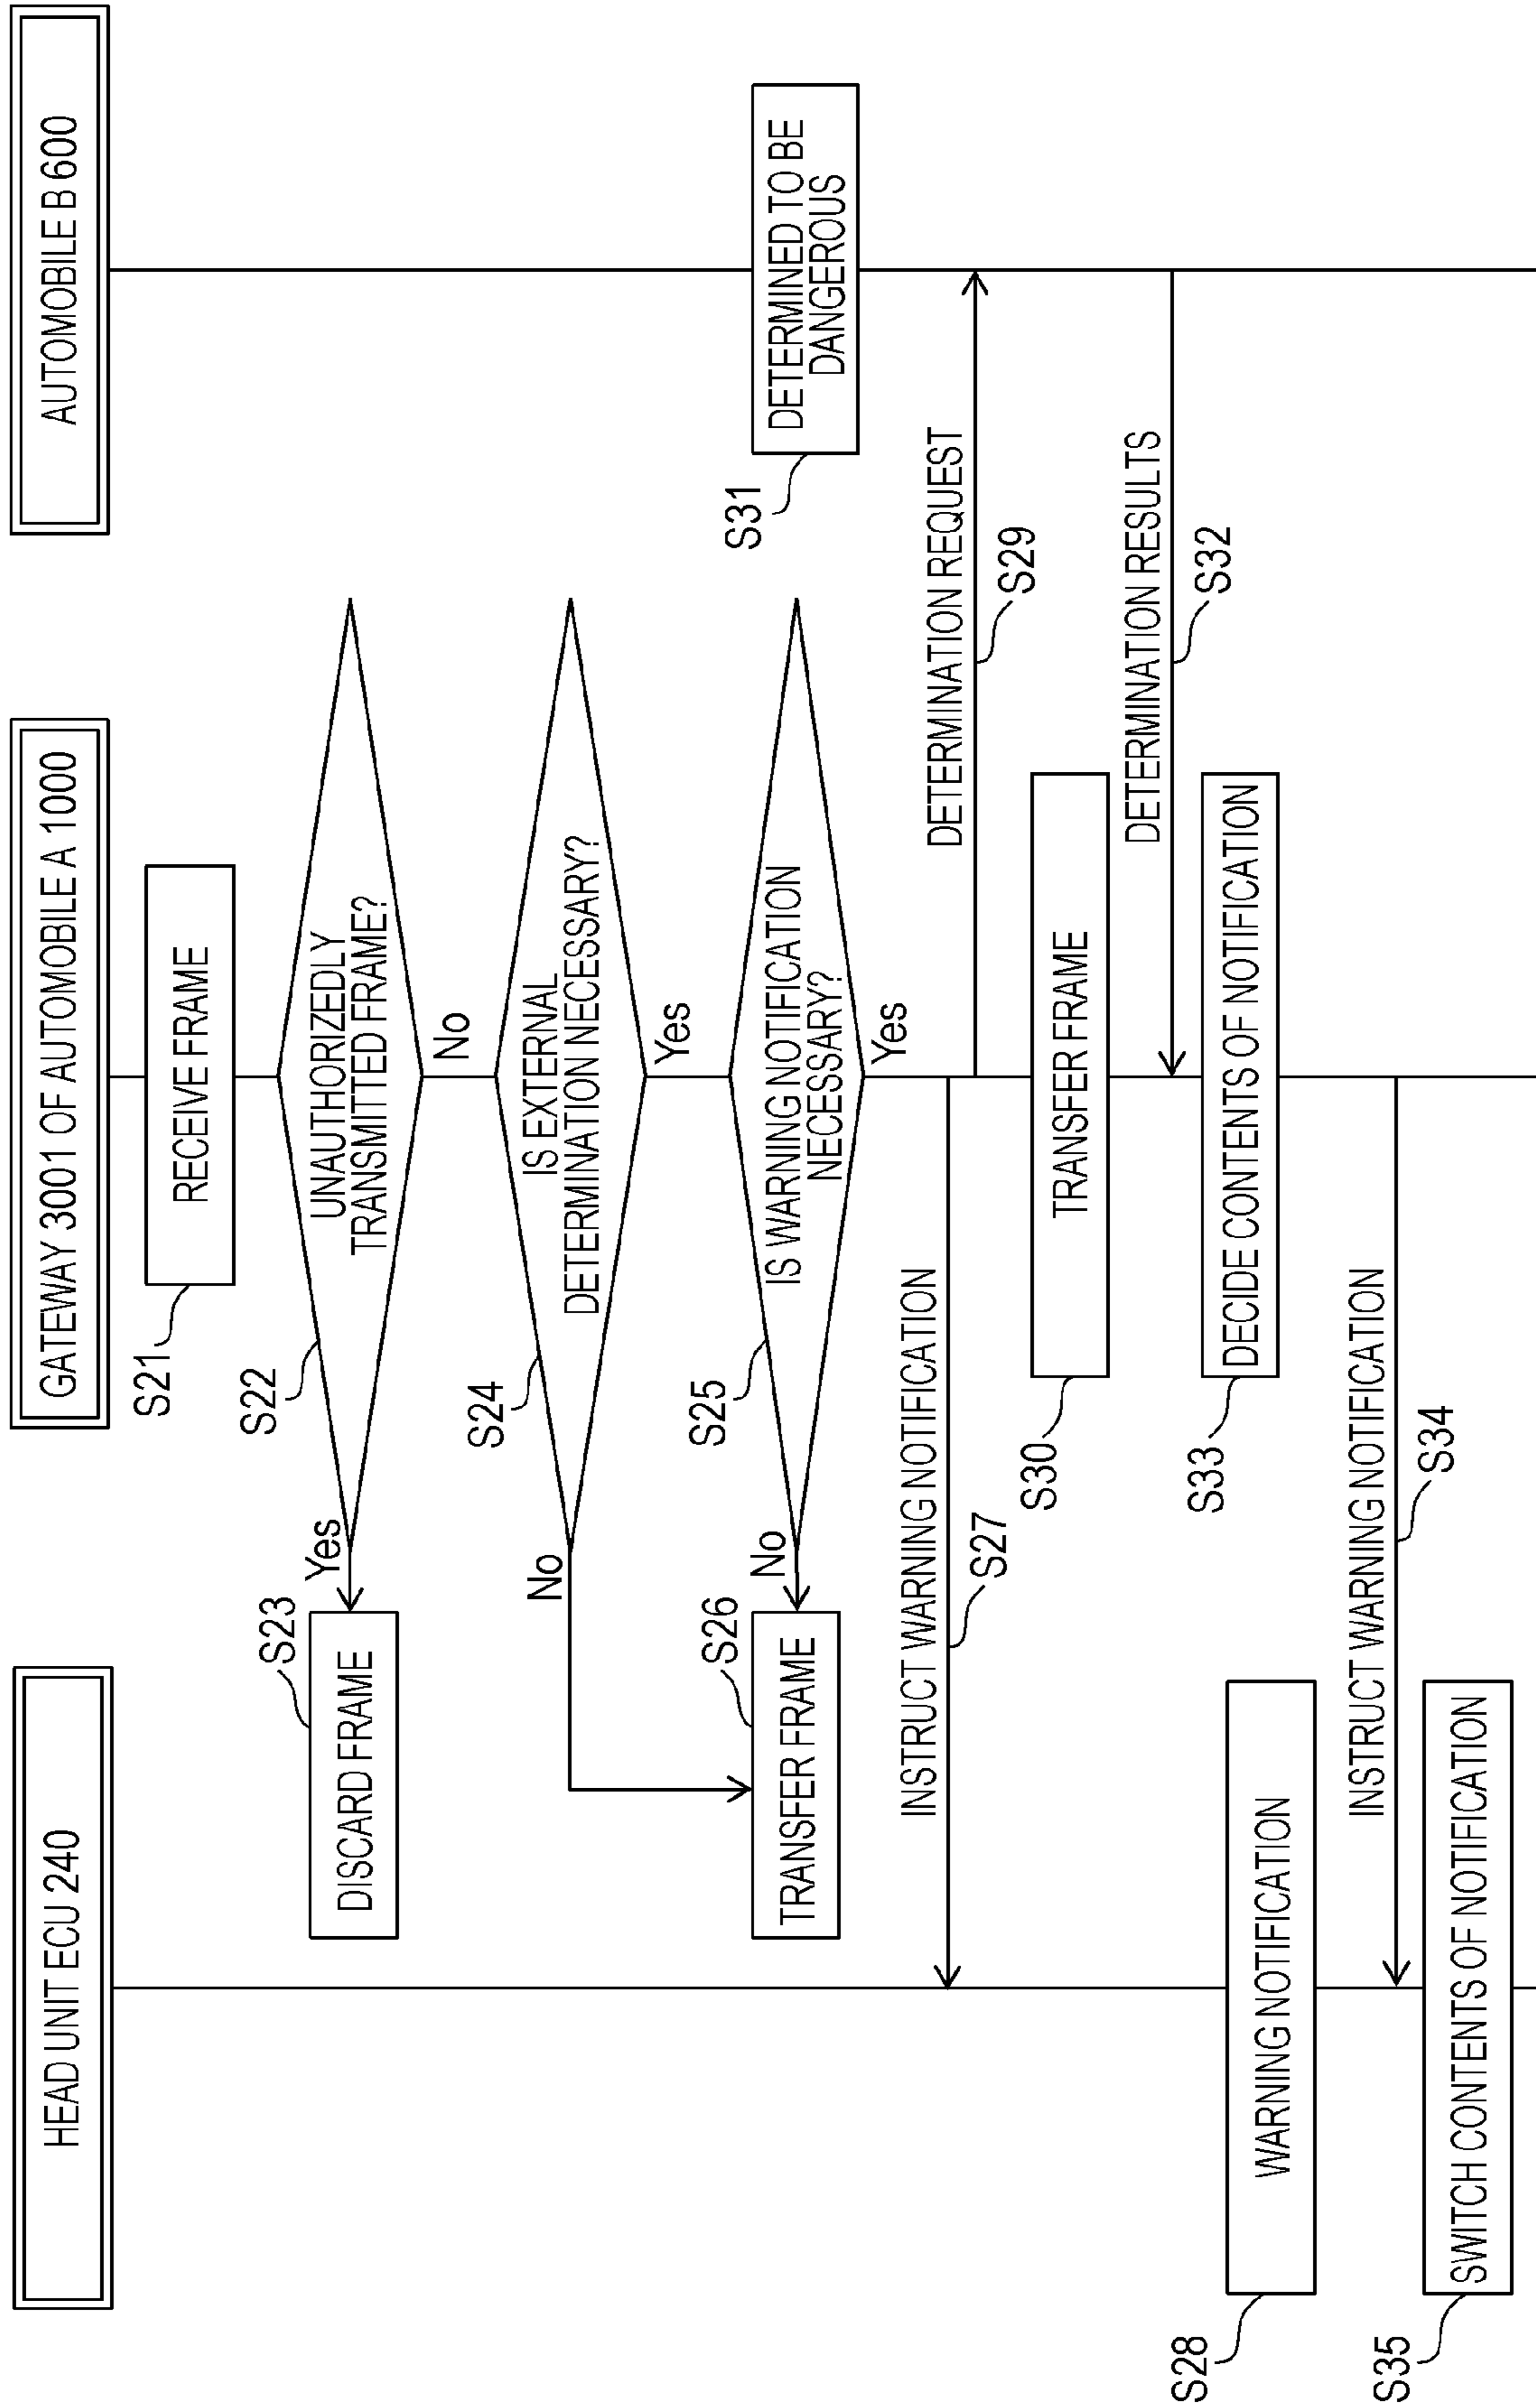 HEAD UNIT ECU 240
GATEWAY 3001 OF AUTOMOBILE A 1000
AUTOMOBILE B 600
RECEIVE FRAME
S21
UNAUTHORIZEDLY
TRANSMITTED FRAME?
S22
Yes
No
DISCARD FRAME
S23
IS EXTERNAL
DETERMINATION NECESSARY?
S24
No
Yes
IS WARNING NOTIFICATION
NECESSARY?
S25
No
Yes
TRANSFER FRAME
S26
DETERMINED TO BE
DANGEROUS
S31
INSTRUCT WARNING NOTIFICATION
S27
DETERMINATION REQUEST
S29
TRANSFER FRAME
S30
DETERMINATION RESULTS
S32
WARNING NOTIFICATION
S28
DECIDE CONTENTS OF NOTIFICATION
S33
INSTRUCT WARNING NOTIFICATION
S34
SWITCH CONTENTS OF NOTIFICATION
S35